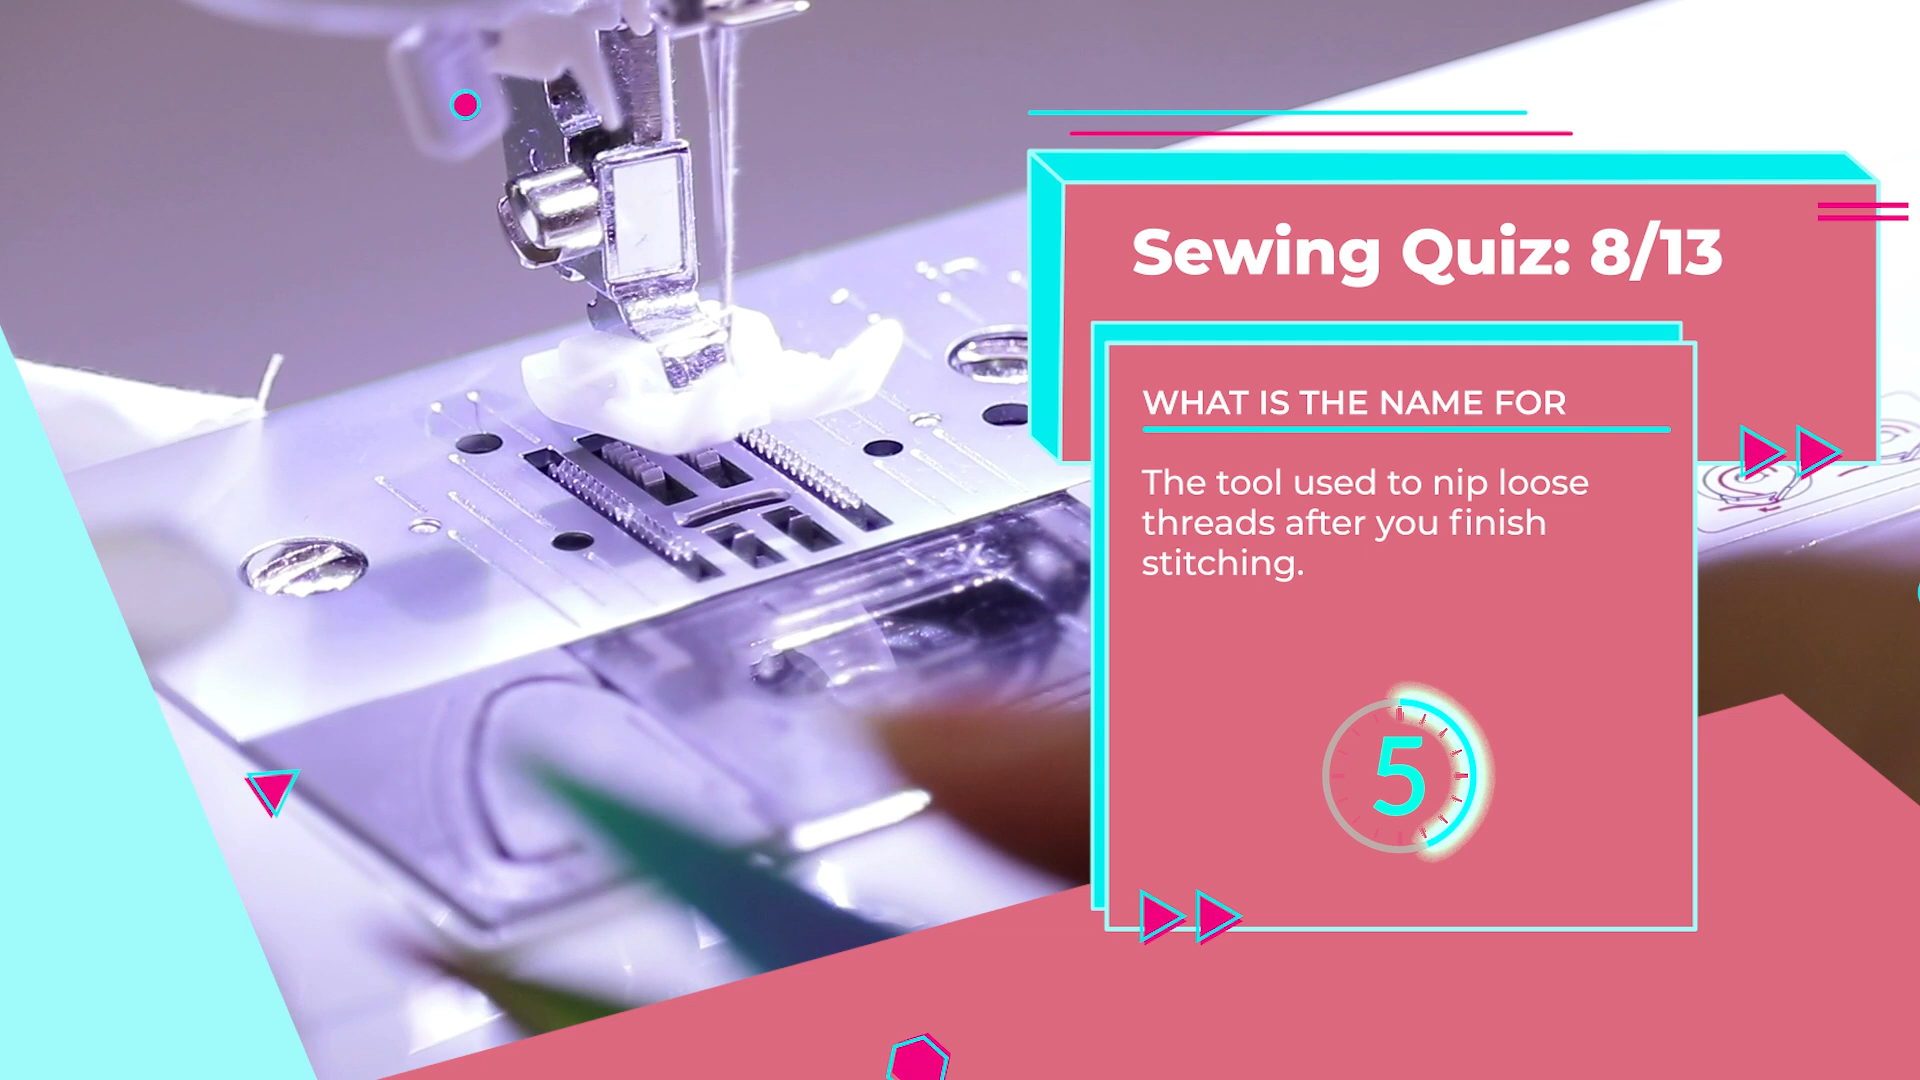 Sewing Quiz: 8/13
WHAT IS THE NAME FOR
The tool used to nip loose
threads after you finish
stitching.
5